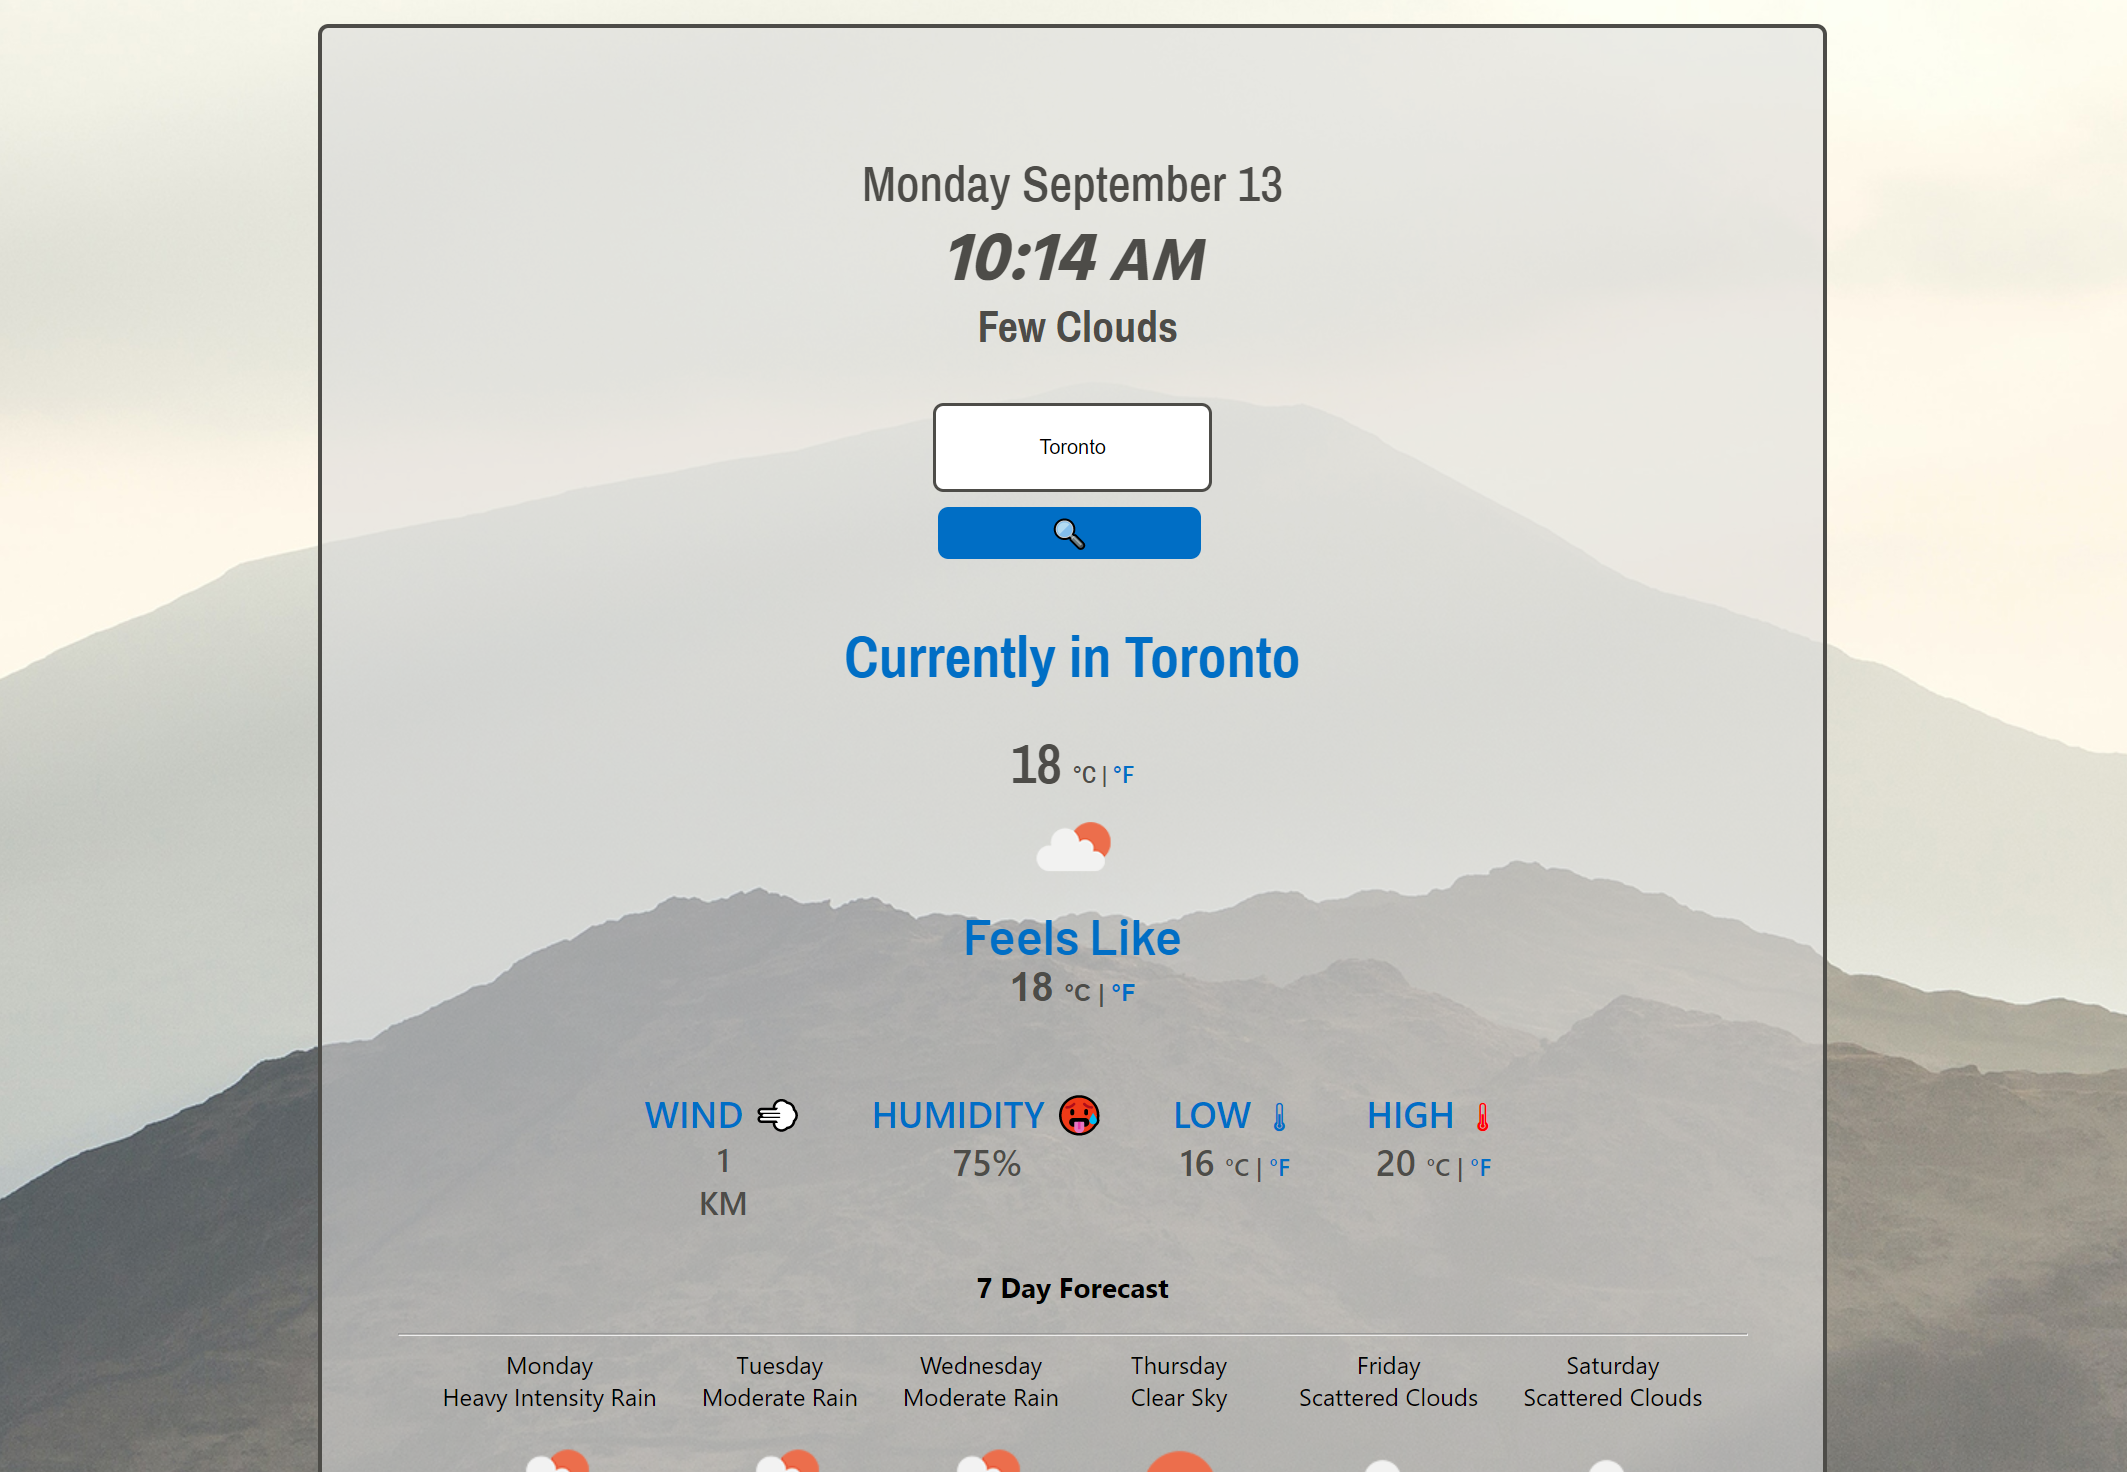 Monday September 13
10:14 AM
Few Clouds
Toronto
Currently in Toronto
18 °C | °F
Feels Like
18 °C | °F
WIND HUMIDITY LOW HIGH
1 75% 16 °C | °F 20 °C | °F
KM
7 Day Forecast
Monday Tuesday Wednesday Thursday Friday Saturday
Heavy Intensity Rain Moderate Rain Moderate Rain Clear Sky Scattered Clouds Scattered Clouds